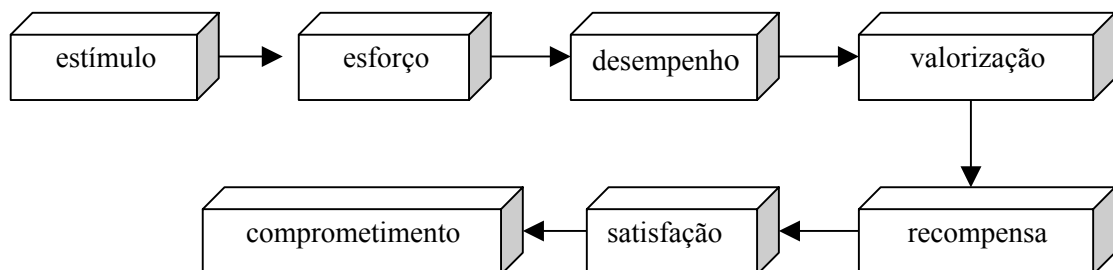 estímulo
esforço
desempenho
valorização
recompensa
satisfação
comprometimento